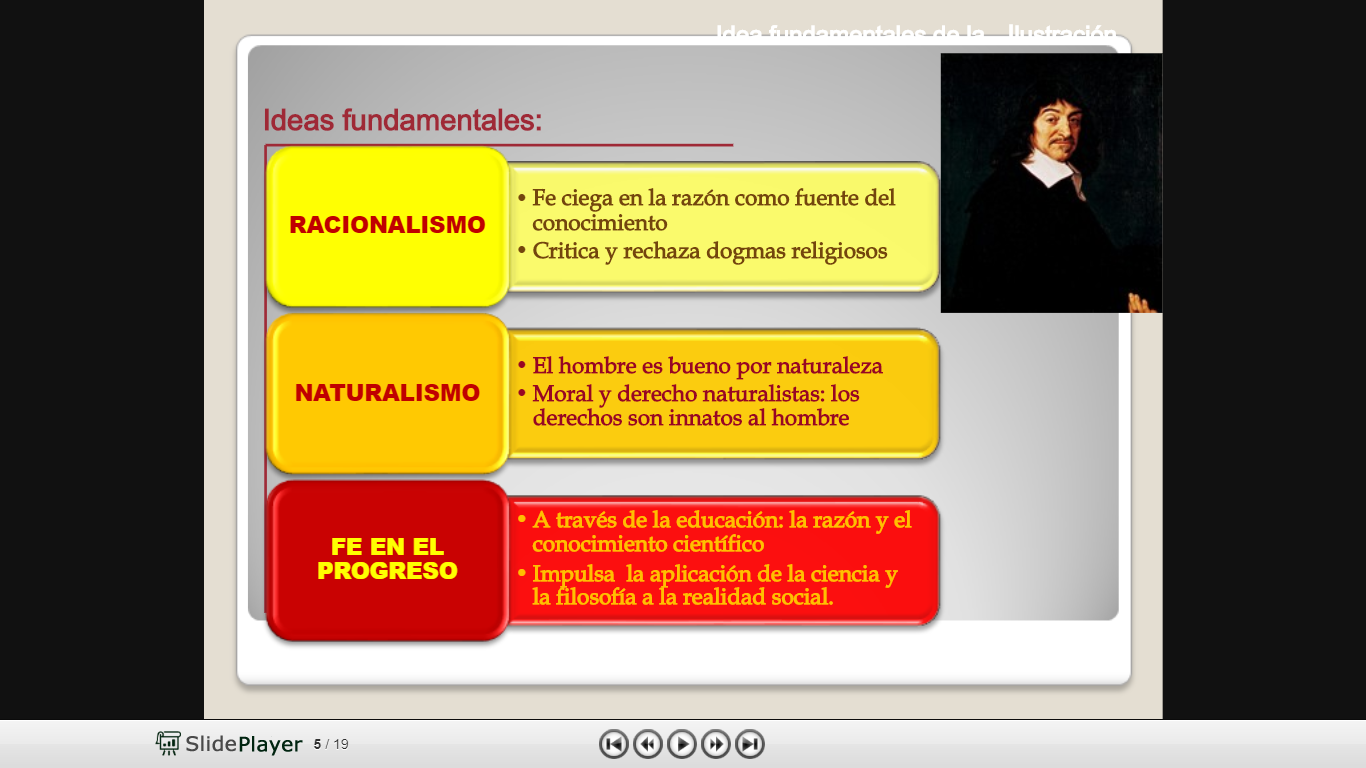 Idea fundamentales de la Ilustración
Ideas fundamentales:
RACIONALISMO
• Fe ciega en la razón como fuente del
conocimiento
• Critica y rechaza dogmas religiosos
NATURALISMO
• El hombre es bueno por naturaleza
• Moral y derecho naturalistas: los
derechos son innatos al hombre
FE EN EL
PROGRESO
• A través de la educación: la razón y el
conocimiento científico
• Impulsa la aplicación de la ciencia y
la filosofía a la realidad social.
SlidePlayer 5 / 19